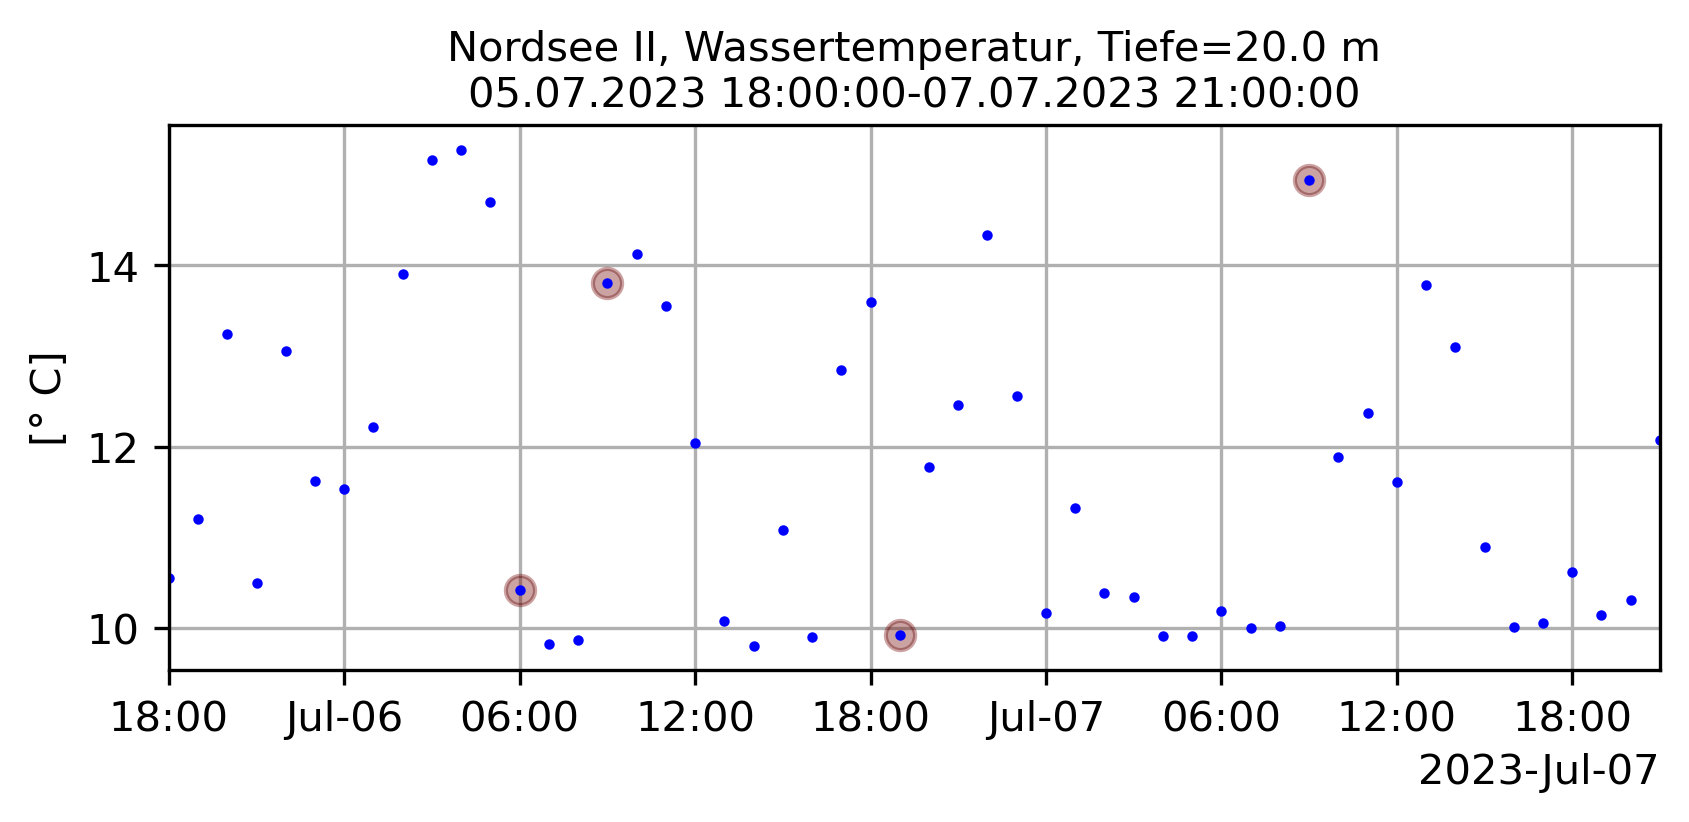 Nordsee II, Wassertemperatur, Tiefe=20.0 m
05.07.2023 18:00:00-07.07.2023 21:00:00
[° C]
14
12
10
18:00 Jul-06 06:00 12:00 18:00 Jul-07 06:00 12:00 18:00
2023-Jul-07